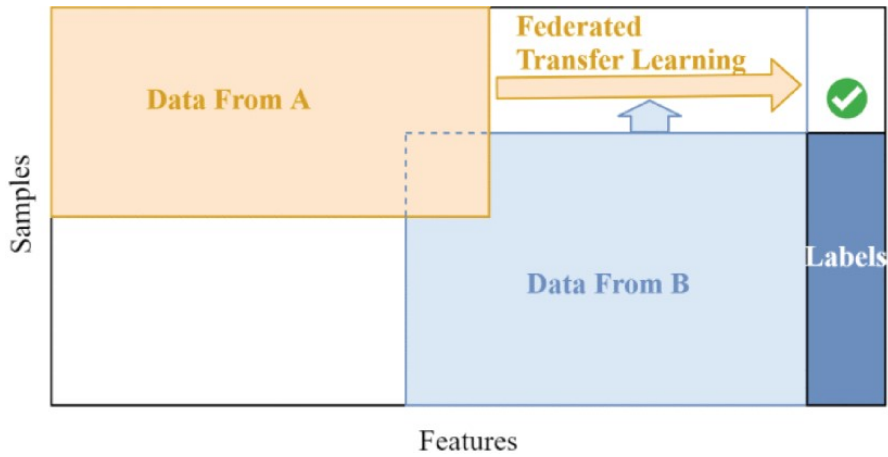 Federated
Transfer Learning
Data From A
Samples
Labels
Data From B
Features